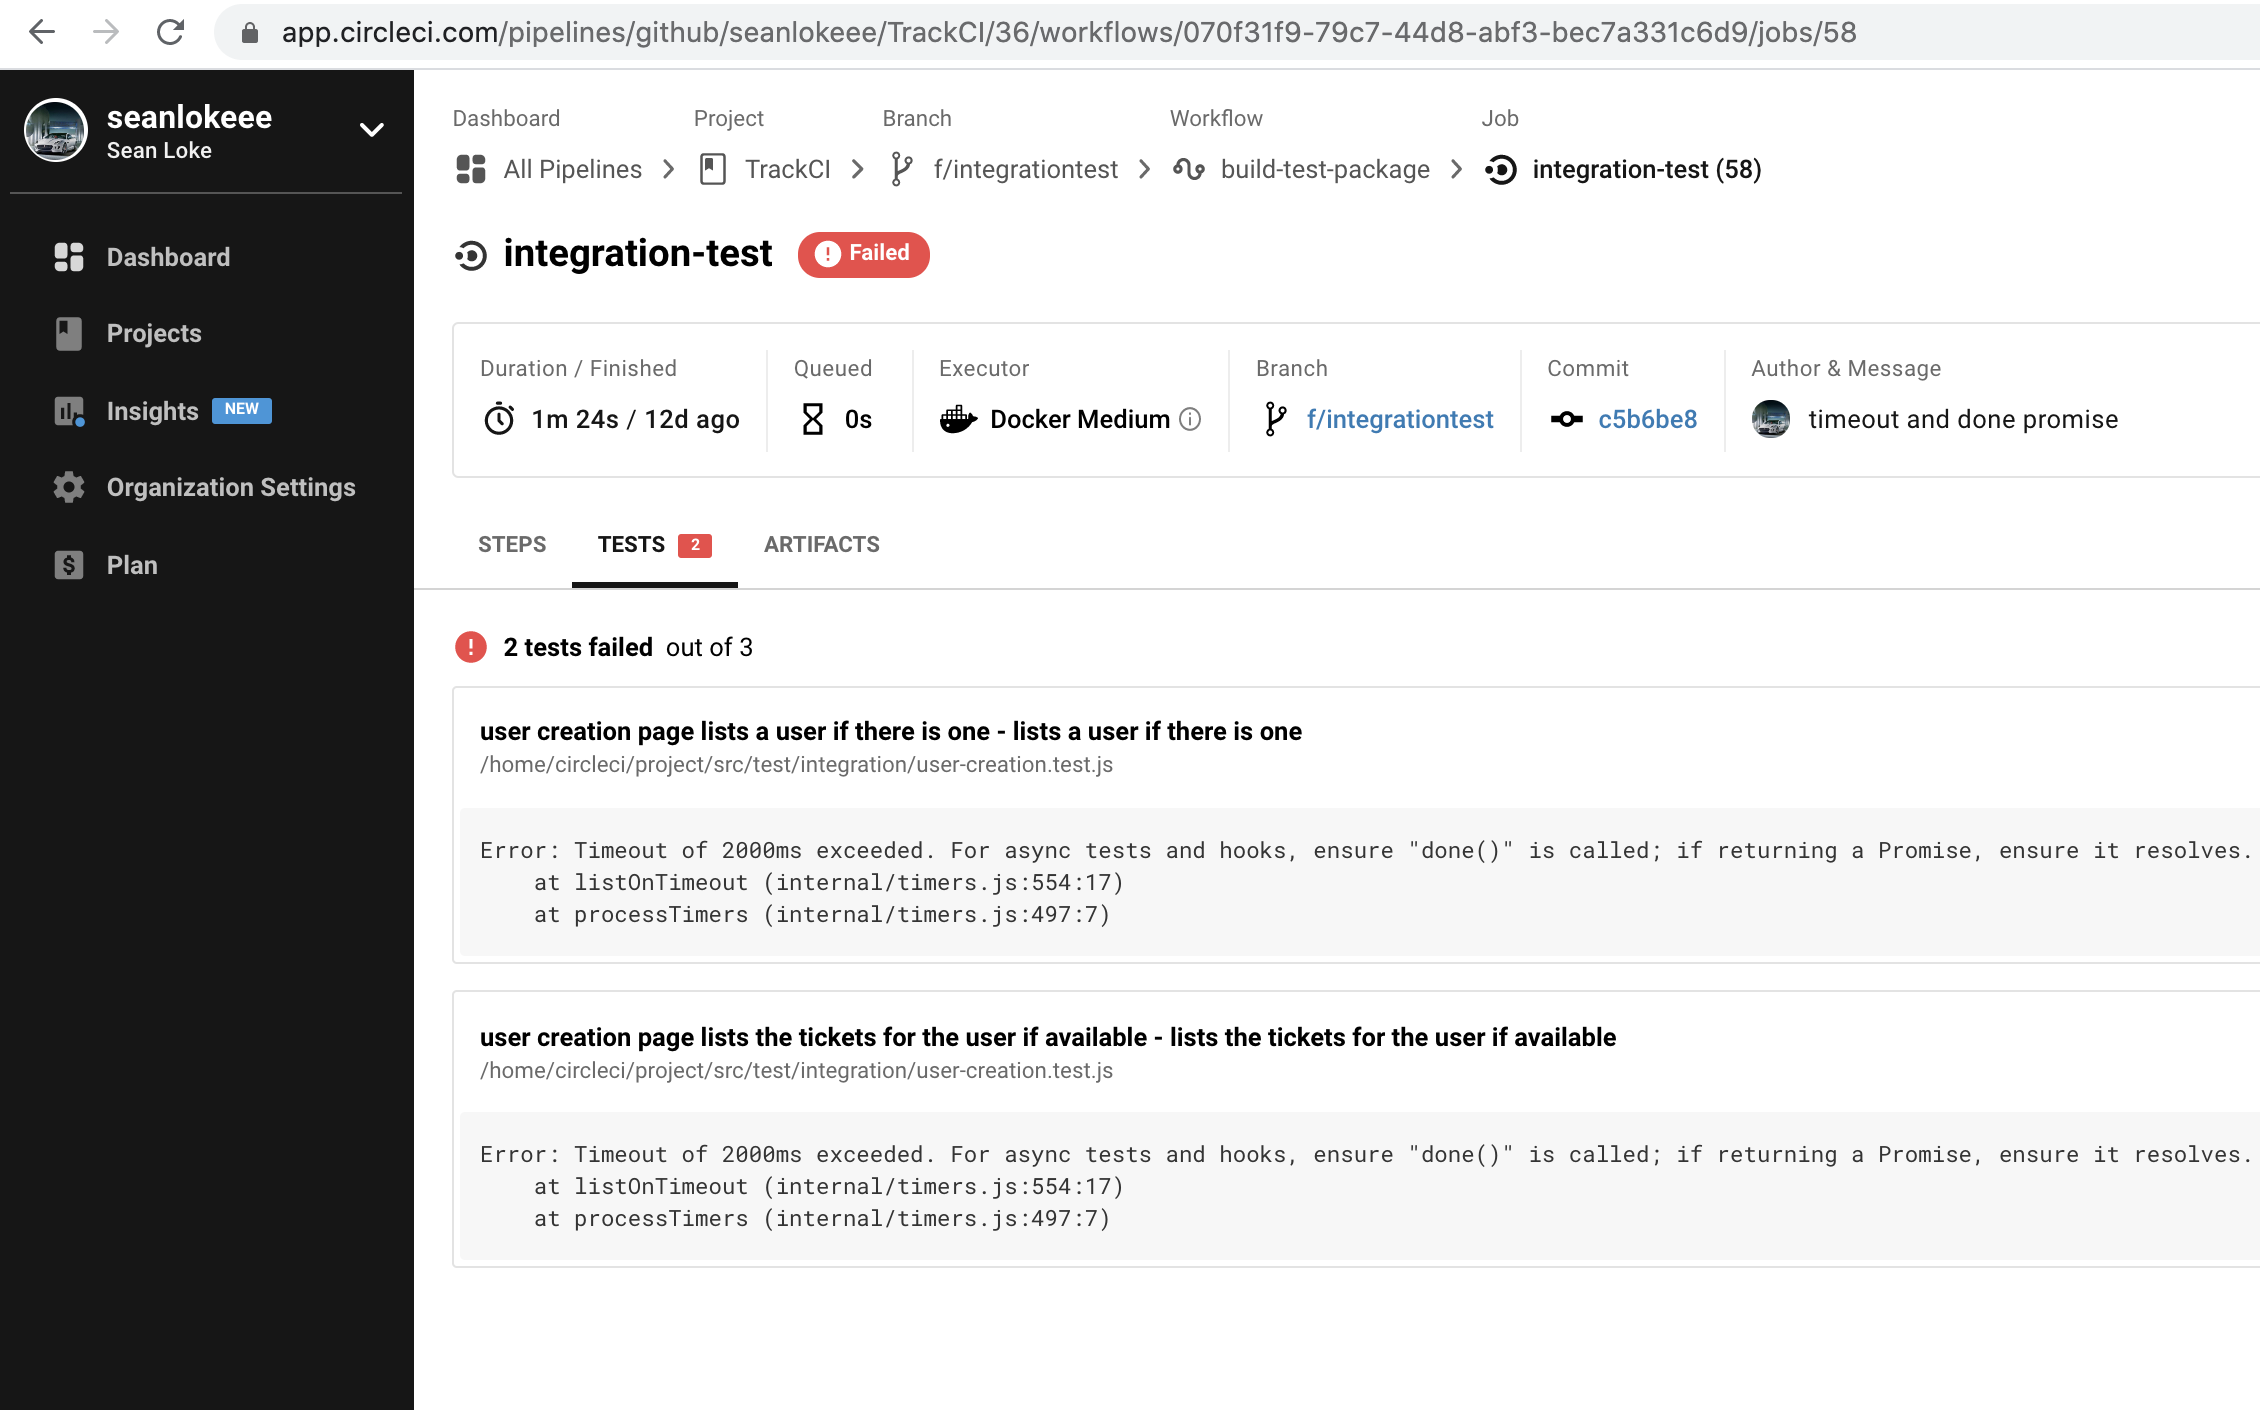 app.circleci.com/pipelines/github/seanlokeee/TrackCI/36/workflows/070f31f9-79c7-44d8-abf3-bec7a331c6d9/jobs/58
seanlokeee
Sean Loke
Dashboard
Projects
Insights NEW
Organization Settings
Plan
Dashboard Project Branch Workflow Job
All Pipelines TrackCI f/integrationtest build-test-package integration-test (58)
integration-test Failed
Duration / Finished Queued Executor Branch Commit Author & Message
1m 24s / 12d ago 0s Docker Medium f/integrationtest c5b6be8 timeout and done promise
STEPS TESTS 2 ARTIFACTS
2 tests failed out of 3
user creation page lists a user if there is one - lists a user if there is one
/home/circleci/project/src/test/integration/user-creation.test.js
Error: Timeout of 2000ms exceeded. For async tests and hooks, ensure "done()" is called; if returning a Promise, ensure it resolves.
at listOnTimeout (internal/timers.js:554:17)
at processTimers (internal/timers.js:497:7)
user creation page lists the tickets for the user if available - lists the tickets for the user if available
/home/circleci/project/src/test/integration/user-creation.test.js
Error: Timeout of 2000ms exceeded. For async tests and hooks, ensure "done()" is called; if returning a Promise, ensure it resolves.
at listOnTimeout (internal/timers.js:554:17)
at processTimers (internal/timers.js:497:7)